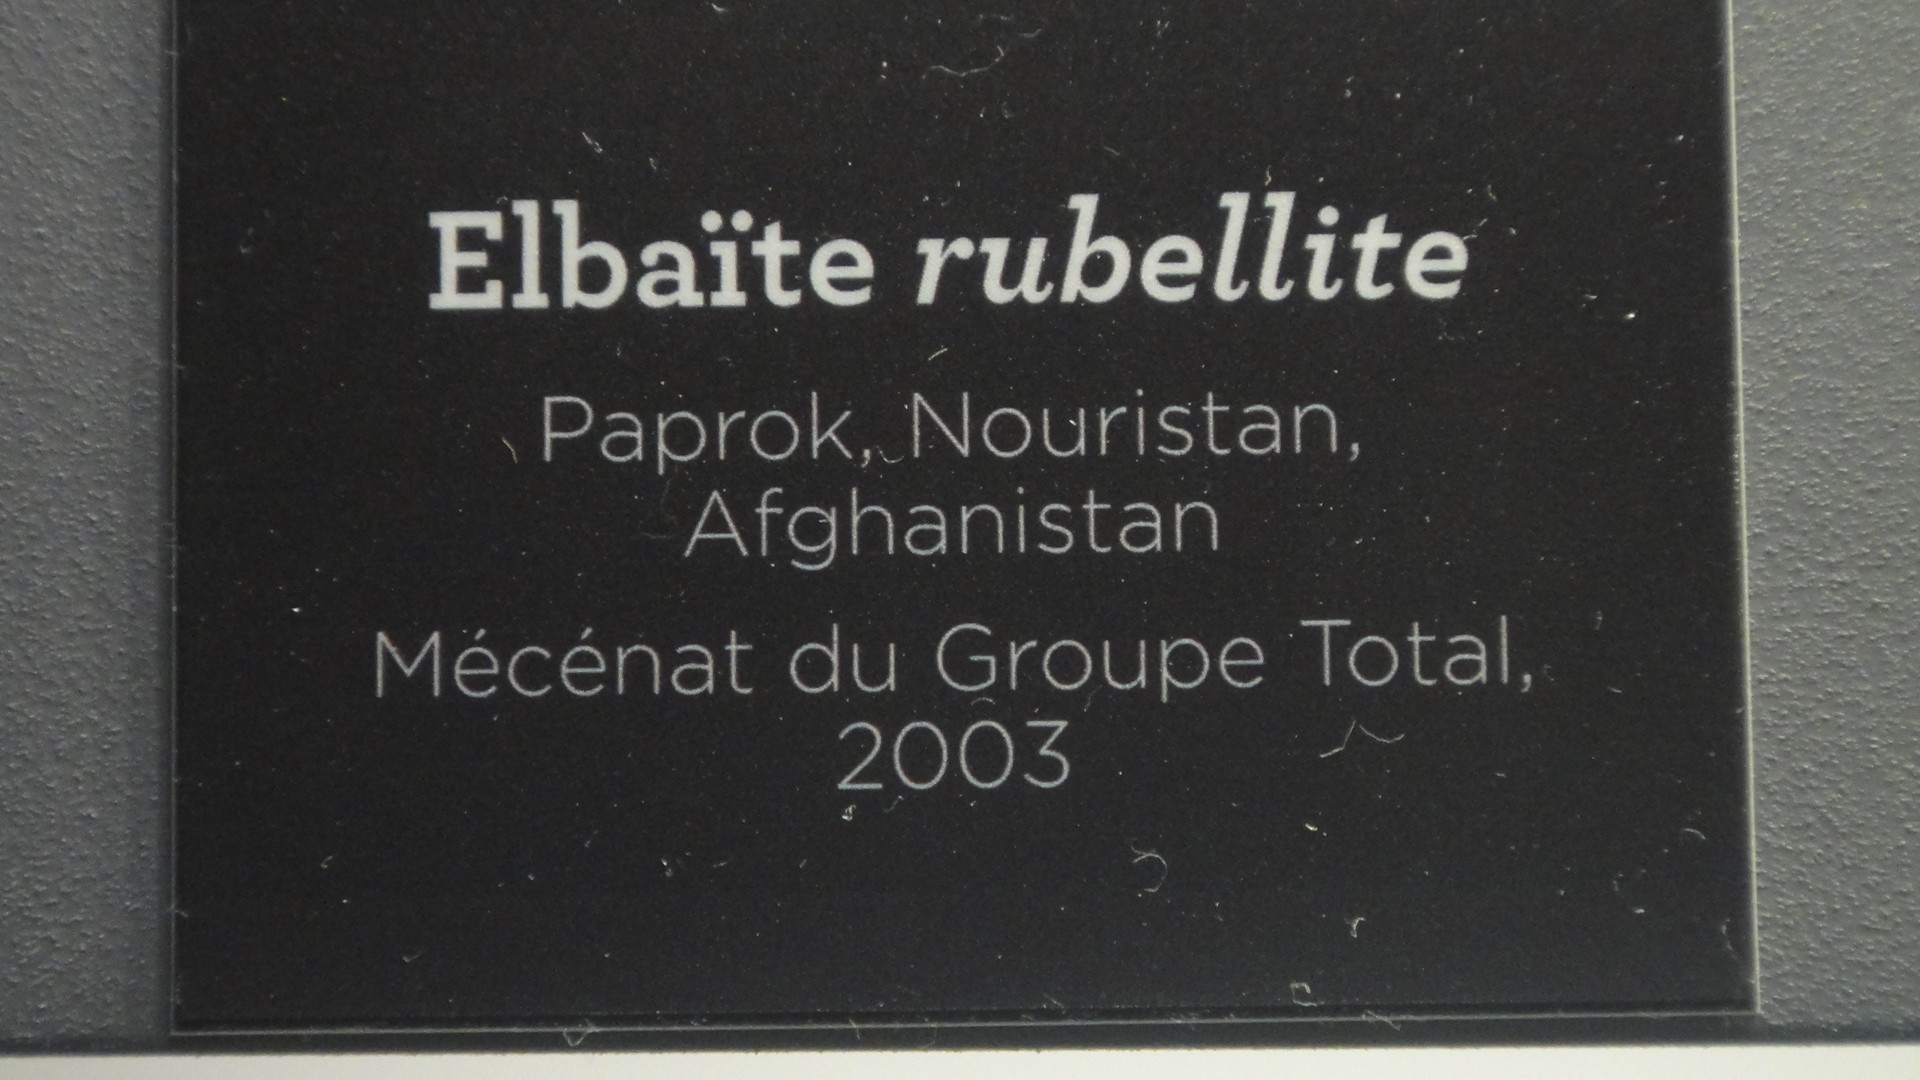 Elbaïte rubellite
Paprok, Nouristan,
Afghanistan
Mécénat du Groupe Total,
2003